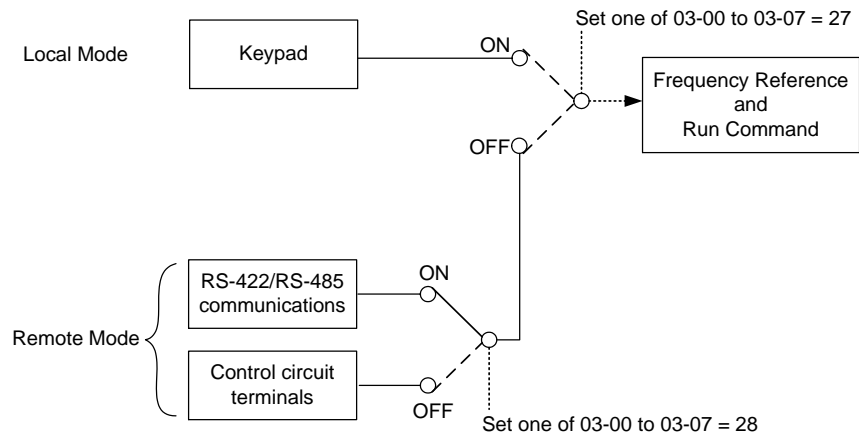 Set one of 03-00 to 03-07 = 27
Local Mode
Keypad
ON
Frequency Reference
and
Run Command
OFF
RS-422/RS-485
communications
ON
Remote Mode
Control circuit
terminals
OFF
Set one of 03-00 to 03-07 = 28